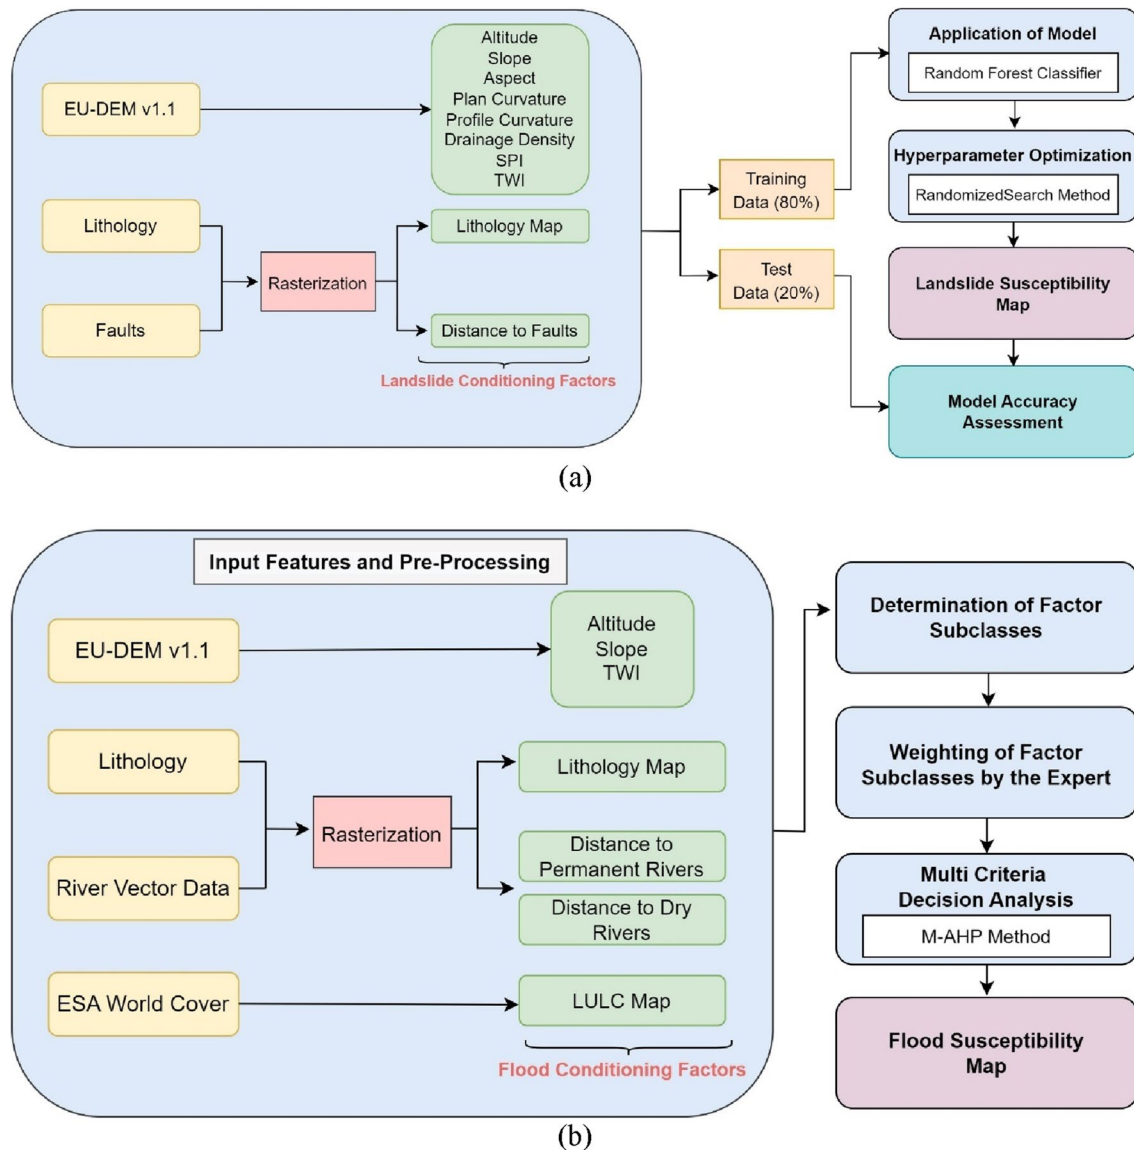 EU-DEM v1.1
Altitude
Slope
Aspect
Plan Curvature
Profile Curvature
Drainage Density
SPI
TWI
Lithology
Faults
Rasterization
Lithology Map
Distance to Faults
Landslide Conditioning Factors
Training
Data (80%)
Test
Data (20%)
Application of Model
Random Forest Classifier
Hyperparameter Optimization
RandomizedSearch Method
Landslide Susceptibility
Map
Model Accuracy
Assessment
(a)
Input Features and Pre-Processing
EU-DEM v1.1
Altitude
Slope
TWI
Lithology
River Vector Data
Rasterization
Lithology Map
Distance to
Permanent Rivers
Distance to Dry
Rivers
ESA World Cover
LULC Map
Flood Conditioning Factors
Determination of Factor
Subclasses
Weighting of Factor
Subclasses by the Expert
Multi Criteria
Decision Analysis
M-AHP Method
Flood Susceptibility
Map
(b)